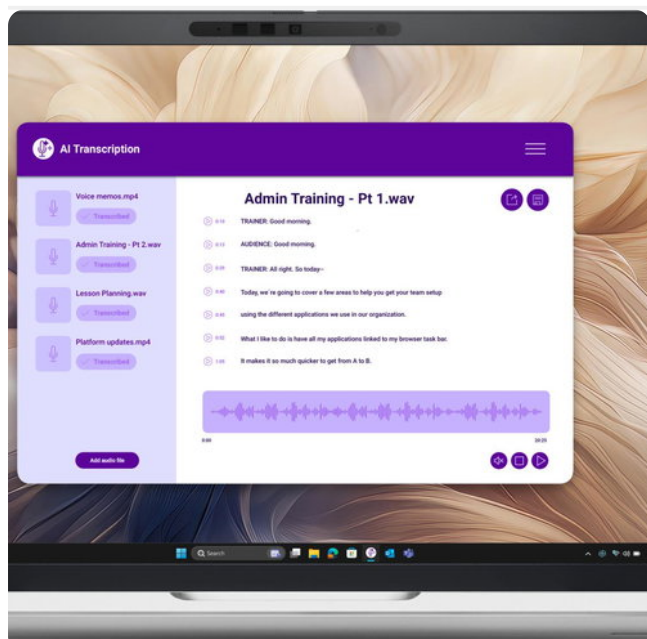 AI Transcription
Voice memos.mp4
Transcribed
Admin Training - Pt 2.wav
Transcribed
Lesson Planning.wav
Transcribed
Platform updates.mp4
Transcribed
Add audio file
Admin Training - Pt 1.wav
TRAINER: Good morning.
AUDIENCE: Good morning.
TRAINER: All right. So today--
Today, we're going to cover a few areas to help you get your team setup
using the different applications we use in our organization.
What I like to do is have all my applications linked to my browser task bar.
It makes it so much quicker to get from A to B.
0:00
Search